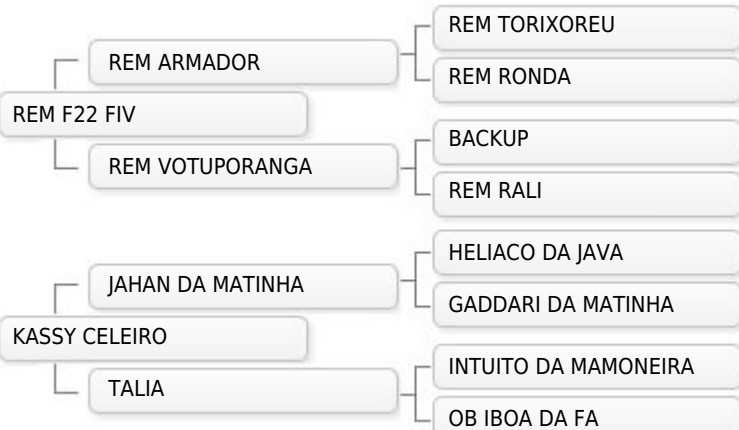 REM TORIXOREU
REM ARMADOR
REM RONDA
REM F22 FIV
BACKUP
REM VOTUPORANGA
REM RALI
HELIACO DA JAVA
JAHAN DA MATINHA
GADDARI DA MATINHA
KASSY CELEIRO
INTUITO DA MAMONEIRA
TALIA
OB IBOA DA FA